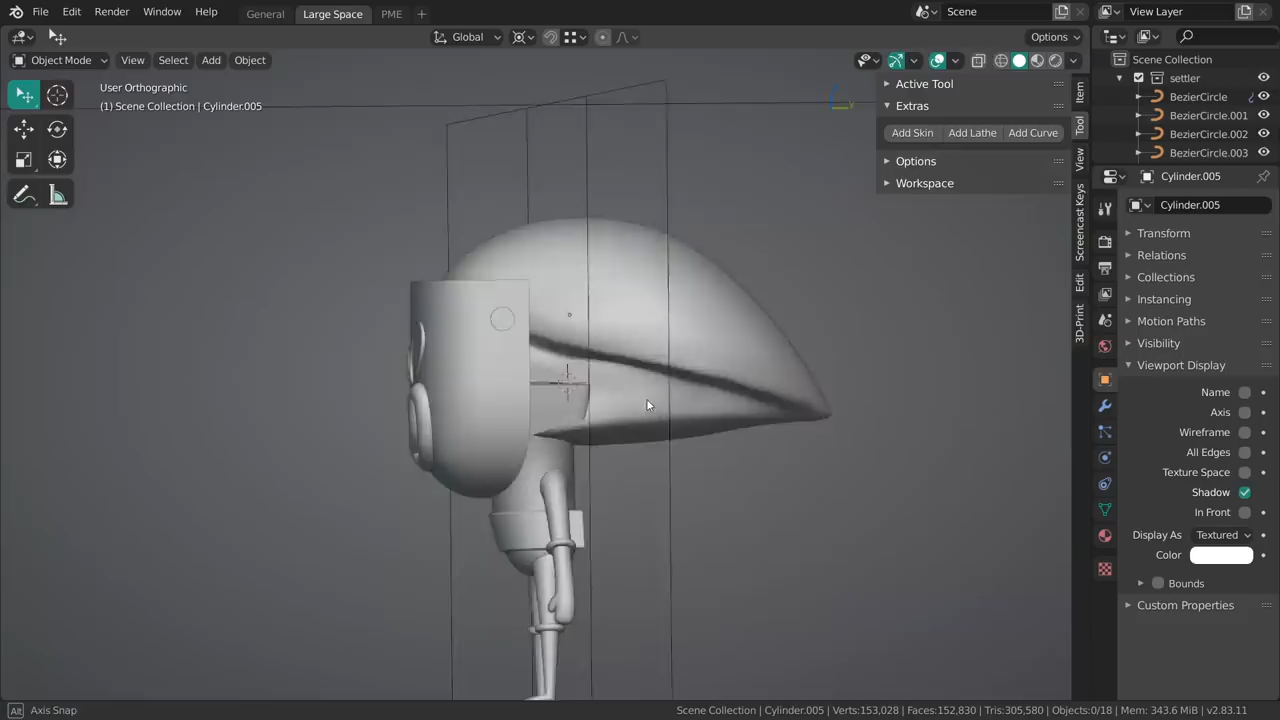 File Edit Render Window Help General Large Space PME Scene View Layer
Global Options
Object Mode View Select Add Object
User Orthographic
(1) Scene Collection | Cylinder.005
Y
Active Tool
Extras
Add Skin Add Lathe Add Curve
Options
Workspace
Item
Tool
View
Screencast Keys
Edit
3D-Print
Scene Collection
settler
BezierCircle
BezierCircle.001
BezierCircle.002
BezierCircle.003
Cylinder.005
Cylinder.005
Transform
Relations
Collections
Instancing
Motion Paths
Visibility
Viewport Display
Name
Axis
Wireframe
All Edges
Texture Space
Shadow
In Front
Display As Textured
Color
Bounds
Custom Properties
Alt Axis Snap
Scene Collection | Cylinder.005 | Verts:153,028 | Faces:152,830 | Tris:305,580 | Objects:0/18 | Mem: 343.6 MiB | v2.83.11